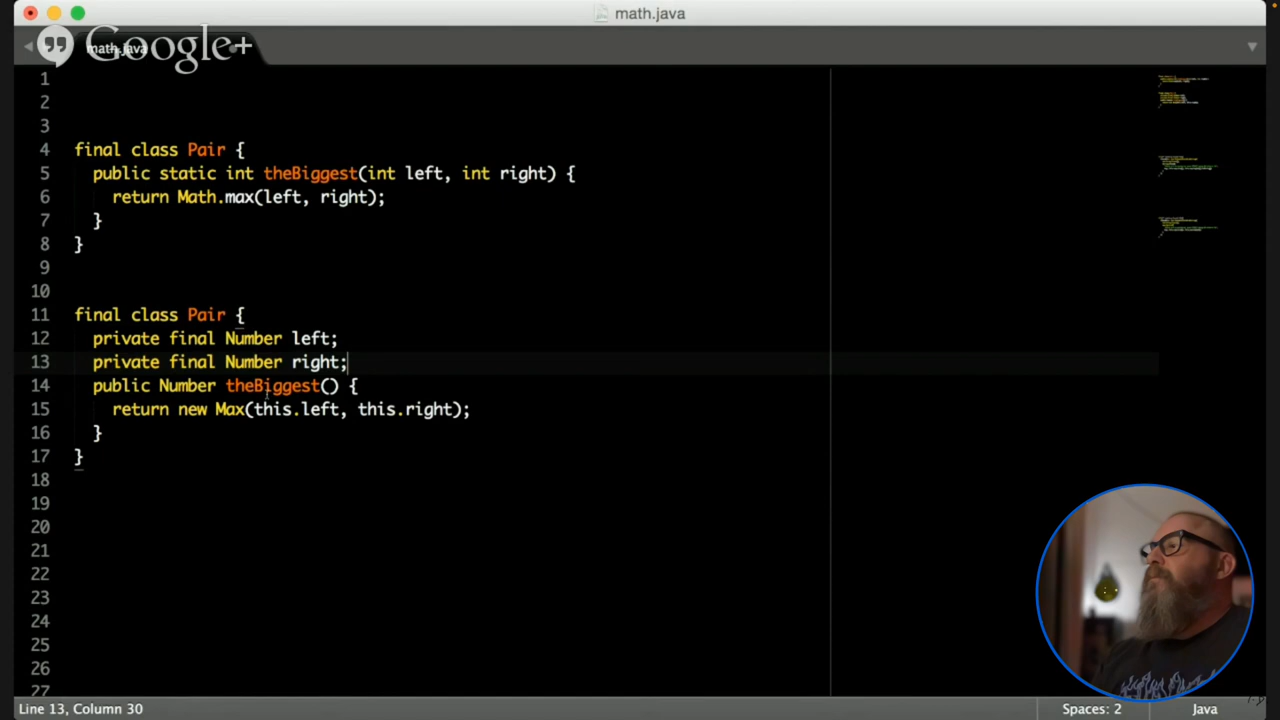 math.java
Google+
math.java
1
2
3
4 final class Pair {
5 public static int theBiggest(int left, int right) {
6 return Math.max(left, right);
7 }
8 }
9
10
11 final class Pair {
12 private final Number left;
13 private final Number right;
14 public Number theBiggest() {
15 return new Max(this.left, this.right);
16 }
17 }
18
19
20
21
22
23
24
25
26
27
Line 13, Column 30
Spaces: 2
Java